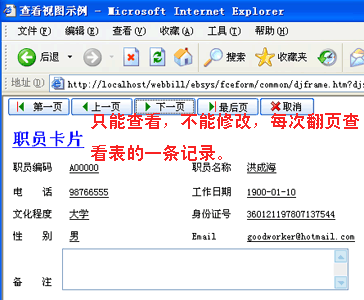 查看视图示例 - Microsoft Internet Explorer
文件(F) 编辑(E) 查看(V) 收藏(A) 工具(T) 帮助(H)
后退 搜索 收藏夹
地址(D) http://localhost/webbill/ebsys/fceform/common/djframe.htm?djs
第一页 上一页 下一页 最后页 取消
只能查看，不能修改，每次翻页查
看表的一条记录。
职员卡片
职员编码 A00000 职员名称 洪成海
电 话 98766555 工作日期 1900-01-10
文化程度 大学 身份证号 360121197807137544
性 别 男 Email goodworker@hotmail.com
备 注